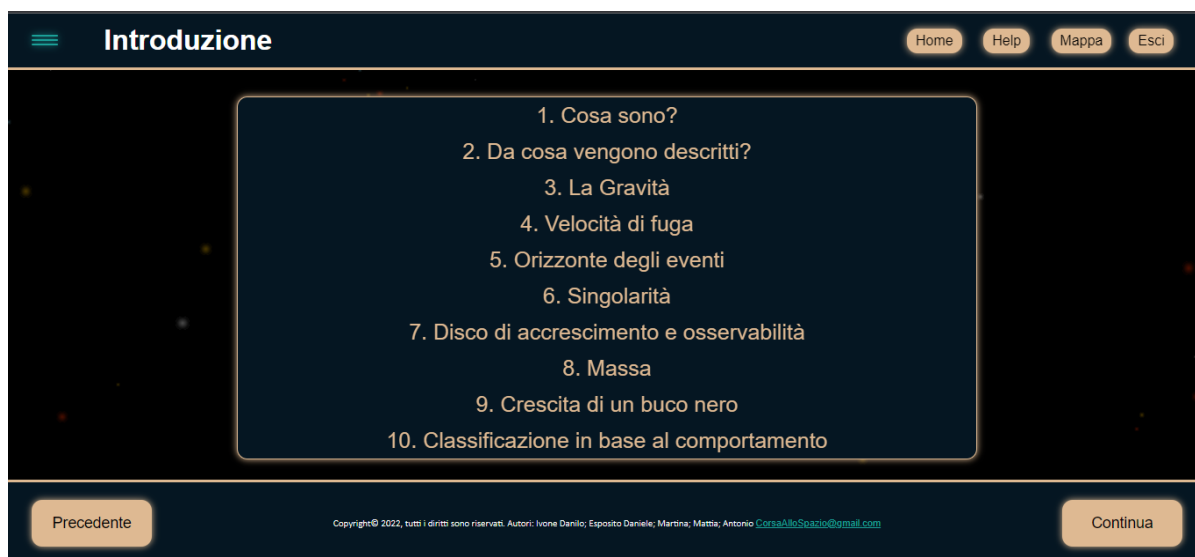 Introduzione
Home
Help
Mappa
Esci
1. Cosa sono?
2. Da cosa vengono descritti?
3. La Gravità
4. Velocità di fuga
5. Orizzonte degli eventi
6. Singolarità
7. Disco di accrescimento e osservabilità
8. Massa
9. Crescita di un buco nero
10. Classificazione in base al comportamento
Precedente
Copyright© 2022, tutti i diritti sono riservati. Autori: Ivone Danilo; Esposito Daniele; Martina; Mattia; Antonio CorsaAlloSpazio@gmail.com
Continua